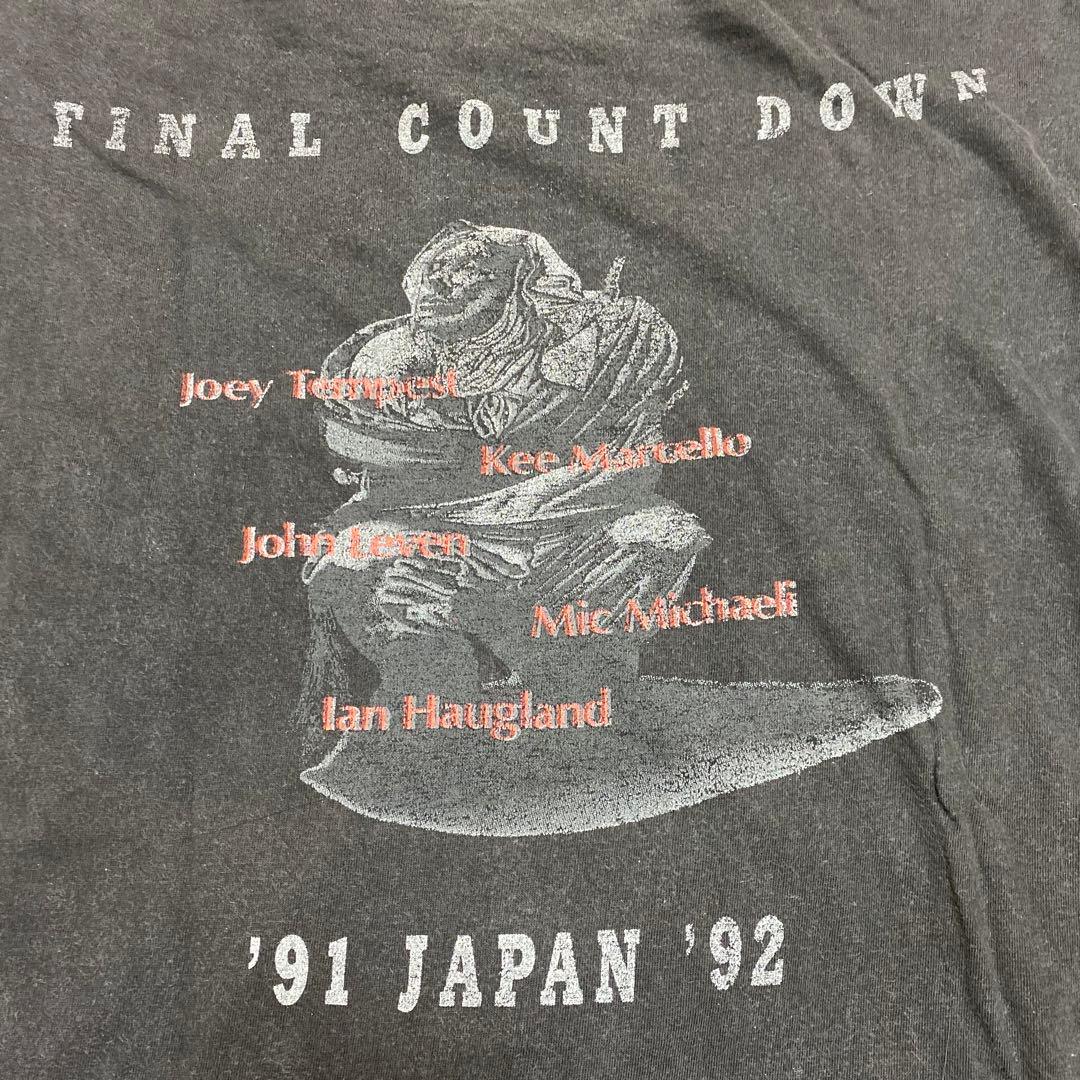 FINAL COUNT DOWN
Joey Tempest
Kee Marcello
John Leven
Mic Michaeli
Ian Haugland
'91 JAPAN '92